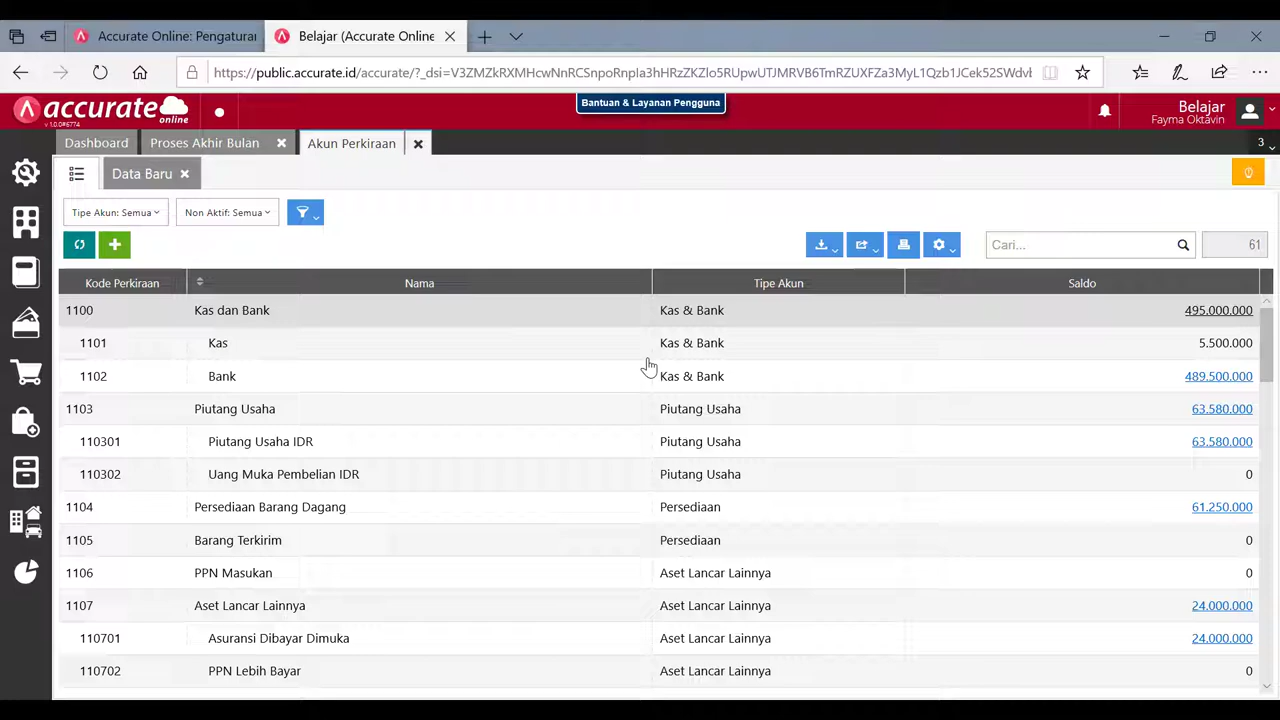 Accurate Online: Pengaturan
Belajar (Accurate Online
https://public.accurate.id/accurate/
accurate
online
v 1.0.0#6774
Bantuan & Layanan Pengguna
Belajar
Fayma Oktavin
Dashboard
Proses Akhir Bulan
Akun Perkiraan
3
Data Baru
Tipe Akun: Semua
Non Aktif: Semua
Cari...
61
Kode Perkiraan Nama Tipe Akun Saldo
1100 Kas dan Bank Kas & Bank 495.000.000
1101 Kas Kas & Bank 5.500.000
1102 Bank Kas & Bank 489.500.000
1103 Piutang Usaha Piutang Usaha 63.580.000
110301 Piutang Usaha IDR Piutang Usaha 63.580.000
110302 Uang Muka Pembelian IDR Piutang Usaha 0
1104 Persediaan Barang Dagang Persediaan 61.250.000
1105 Barang Terkirim Persediaan 0
1106 PPN Masukan Aset Lancar Lainnya 0
1107 Aset Lancar Lainnya Aset Lancar Lainnya 24.000.000
110701 Asuransi Dibayar Dimuka Aset Lancar Lainnya 24.000.000
110702 PPN Lebih Bayar Aset Lancar Lainnya 0